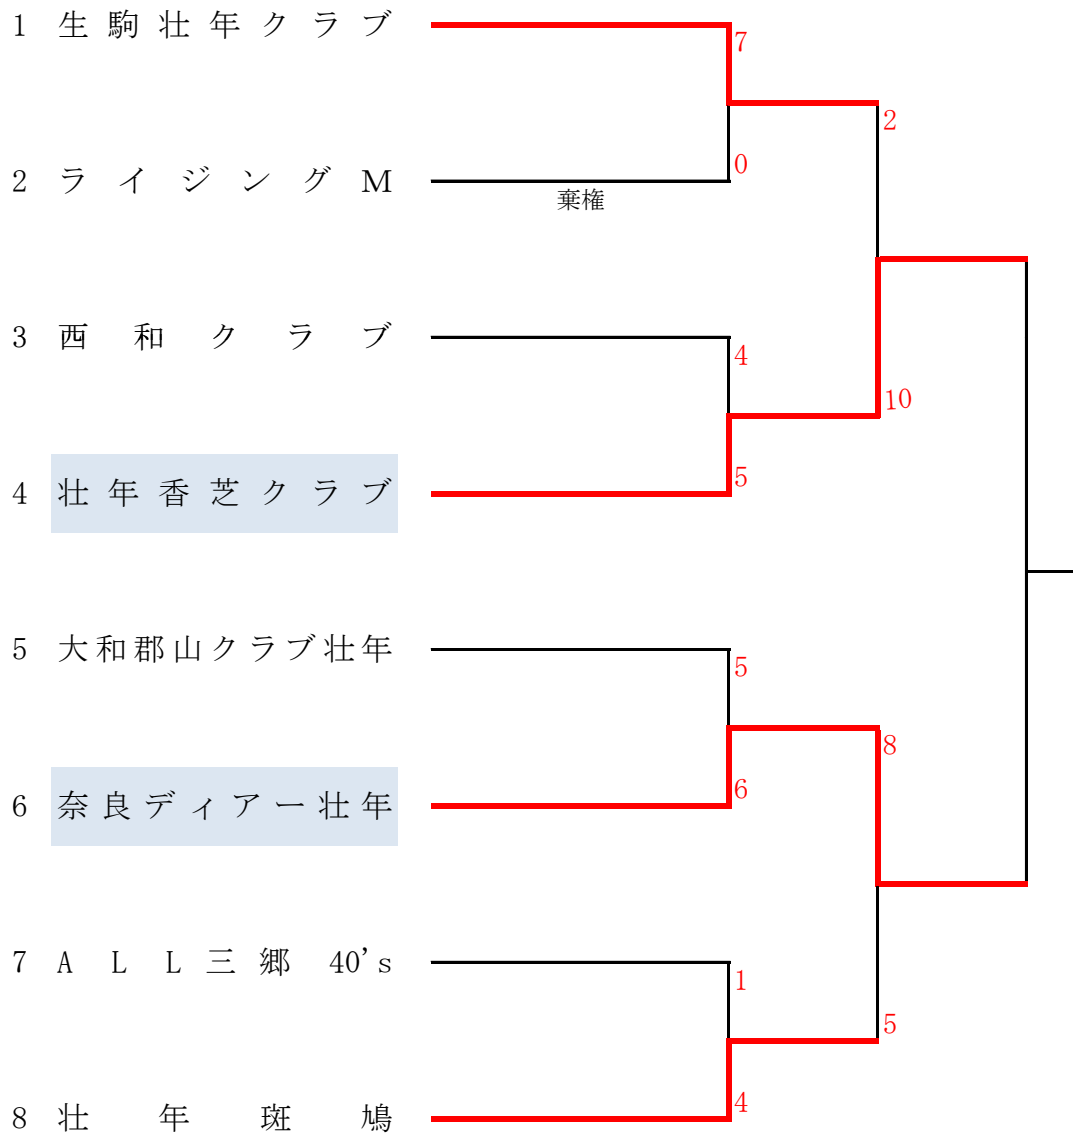 1 生駒壮年クラブ
7
2
0
2 ライジングM
棄権
3 西和クラブ
4
10
5
4 壮年香芝クラブ
5 大和郡山クラブ壮年
5
8
6
6 奈良ディアー壮年
7 ALL三郷 40's
1
5
4
8 壮年斑鳩